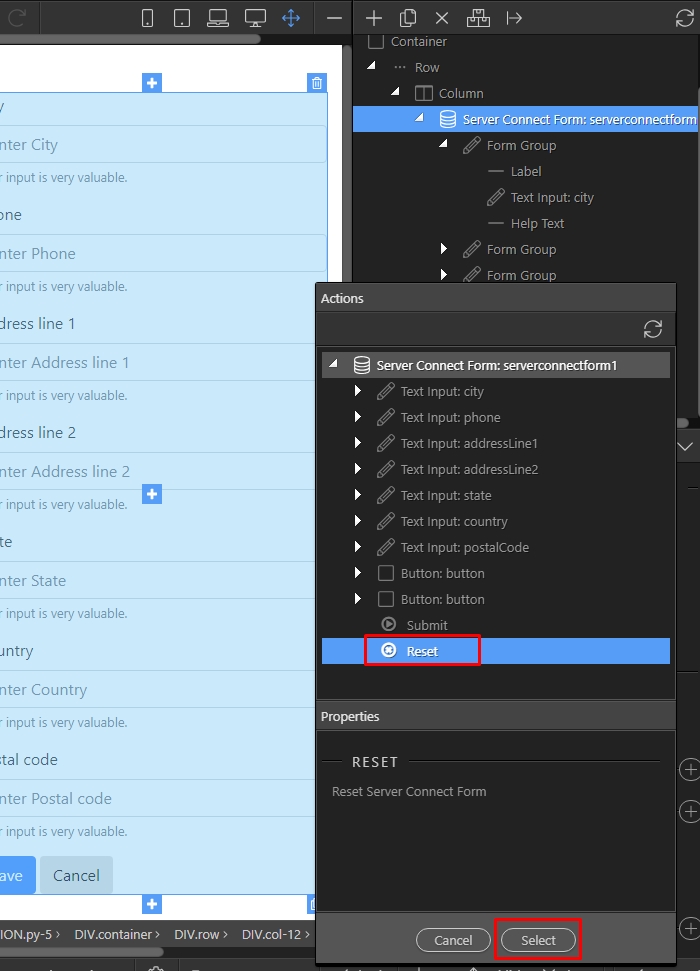 Container
Row
Column
Server Connect Form: serverconnectform
Form Group
Label
Text Input: city
Help Text
Form Group
Form Group
y
nter City
r input is very valuable.
one
nter Phone
r input is very valuable.
dress line 1
nter Address line 1
r input is very valuable.
dress line 2
nter Address line 2
r input is very valuable.
te
nter State
r input is very valuable.
untry
nter Country
r input is very valuable.
stal code
nter Postal code
r input is very valuable.
ave
Cancel
ION.py-5 > DIV.container > DIV.row > DIV.col-12 >
Actions
Server Connect Form: serverconnectform1
Text Input: city
Text Input: phone
Text Input: addressLine1
Text Input: addressLine2
Text Input: state
Text Input: country
Text Input: postalCode
Button: button
Button: button
Submit
Reset
Properties
RESET
Reset Server Connect Form
Cancel
Select